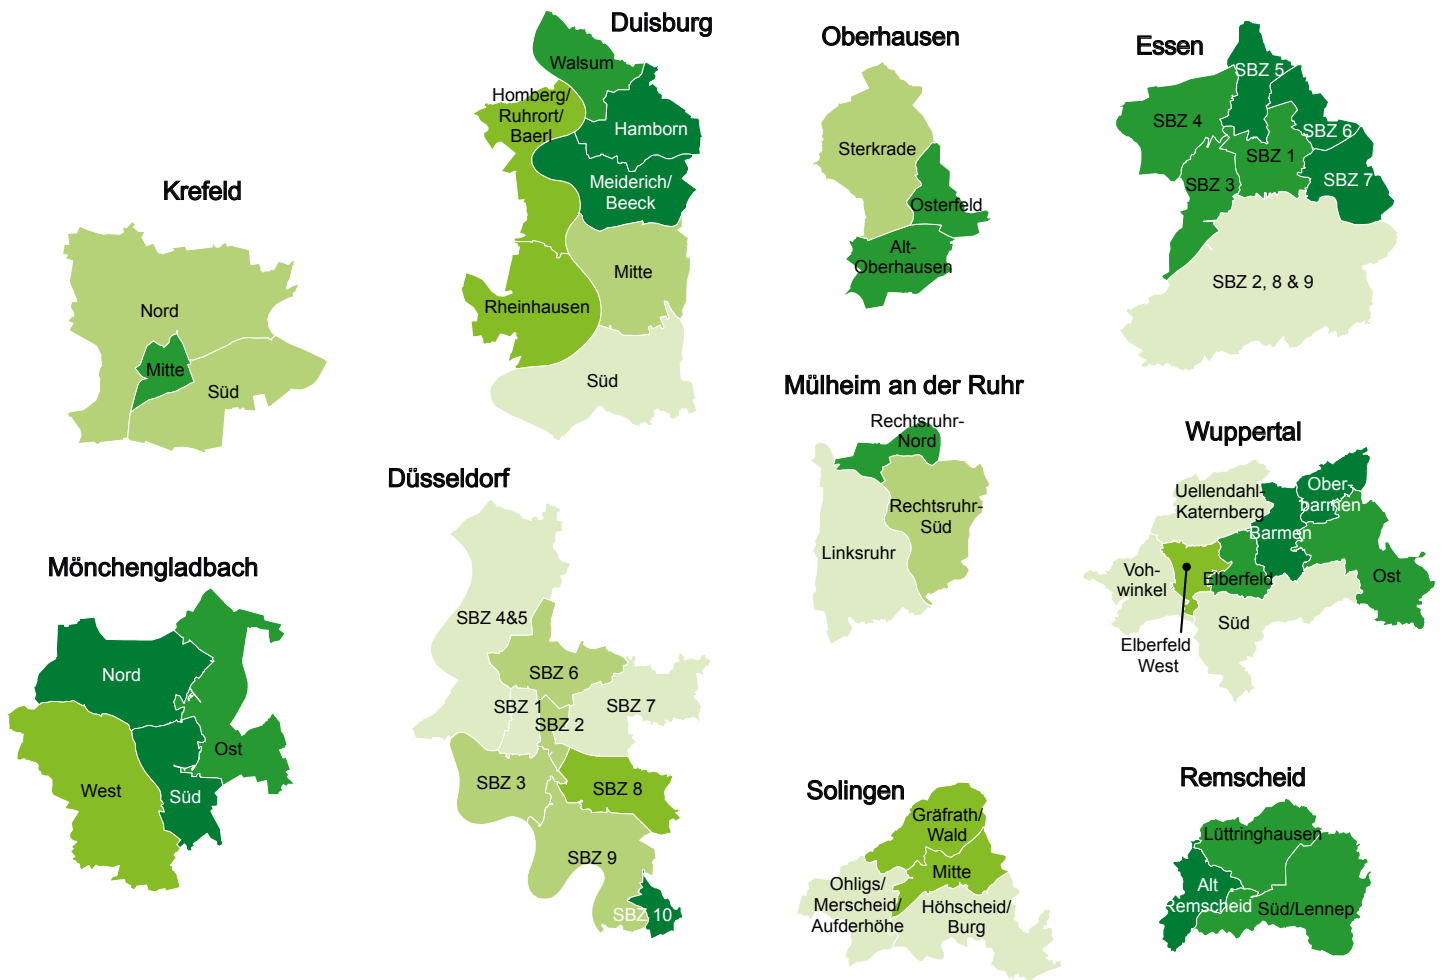 Krefeld
Nord
Mitte
Süd
Duisburg
Walsum
Homberg/
Ruhrort/
Baerl
Hamborn
Meiderich/
Beeck
Mitte
Rheinhausen
Süd
Oberhausen
Sterkrade
Osterfeld
Alt-
Oberhausen
Essen
SBZ 5
SBZ 4
SBZ 6
SBZ 1
SBZ 3
SBZ 7
SBZ 2, 8 & 9
Mülheim an der Ruhr
Rechtsruhr-
Nord
Rechtsruhr-
Süd
Linksruhr
Wuppertal
Uellendahl-
Katernberg
Ober-
barmen
Barmen
Voh-
winkel
Elberfeld
Ost
Süd
Elberfeld
West
Mönchengladbach
Nord
Ost
West
Süd
Düsseldorf
SBZ 4&5
SBZ 6
SBZ 1
SBZ 2
SBZ 7
SBZ 3
SBZ 8
SBZ 9
SBZ 10
Solingen
Gräfrath/
Wald
Mitte
Ohligs/
Merscheid/
Aufderhöhe
Höhscheid/
Burg
Remscheid
Lüttringhausen
Alt
Remscheid
Süd/Lennep